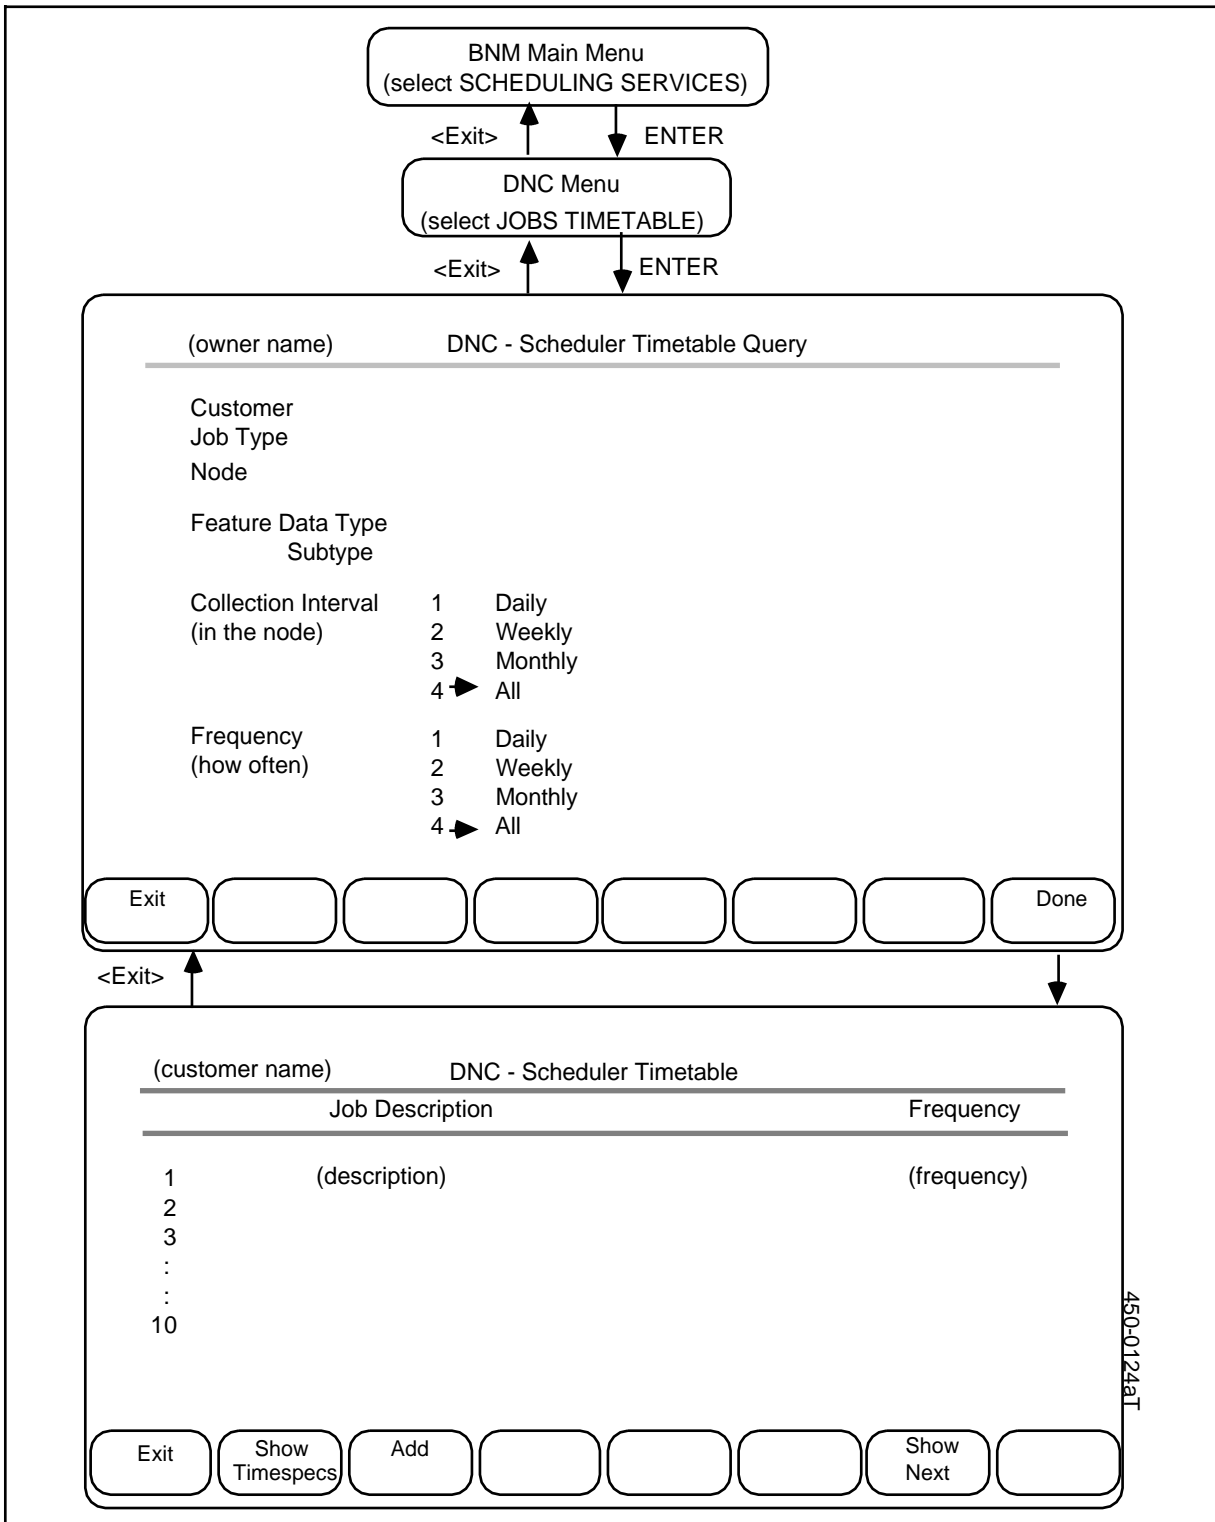 BNM Main Menu
(select SCHEDULING SERVICES)
<Exit> ENTER
DNC Menu
(select JOBS TIMETABLE)
<Exit> ENTER
(owner name) DNC - Scheduler Timetable Query
Customer
Job Type
Node
Feature Data Type
Subtype
Collection Interval 1 Daily
(in the node) 2 Weekly
3 Monthly
4 All
Frequency 1 Daily
(how often) 2 Weekly
3 Monthly
4 All
Exit Done
<Exit>
(customer name) DNC - Scheduler Timetable
Job Description Frequency
1 (description) (frequency)
2
3
:
:
10
450-0124aT
Exit Show Timespecs Add Show Next